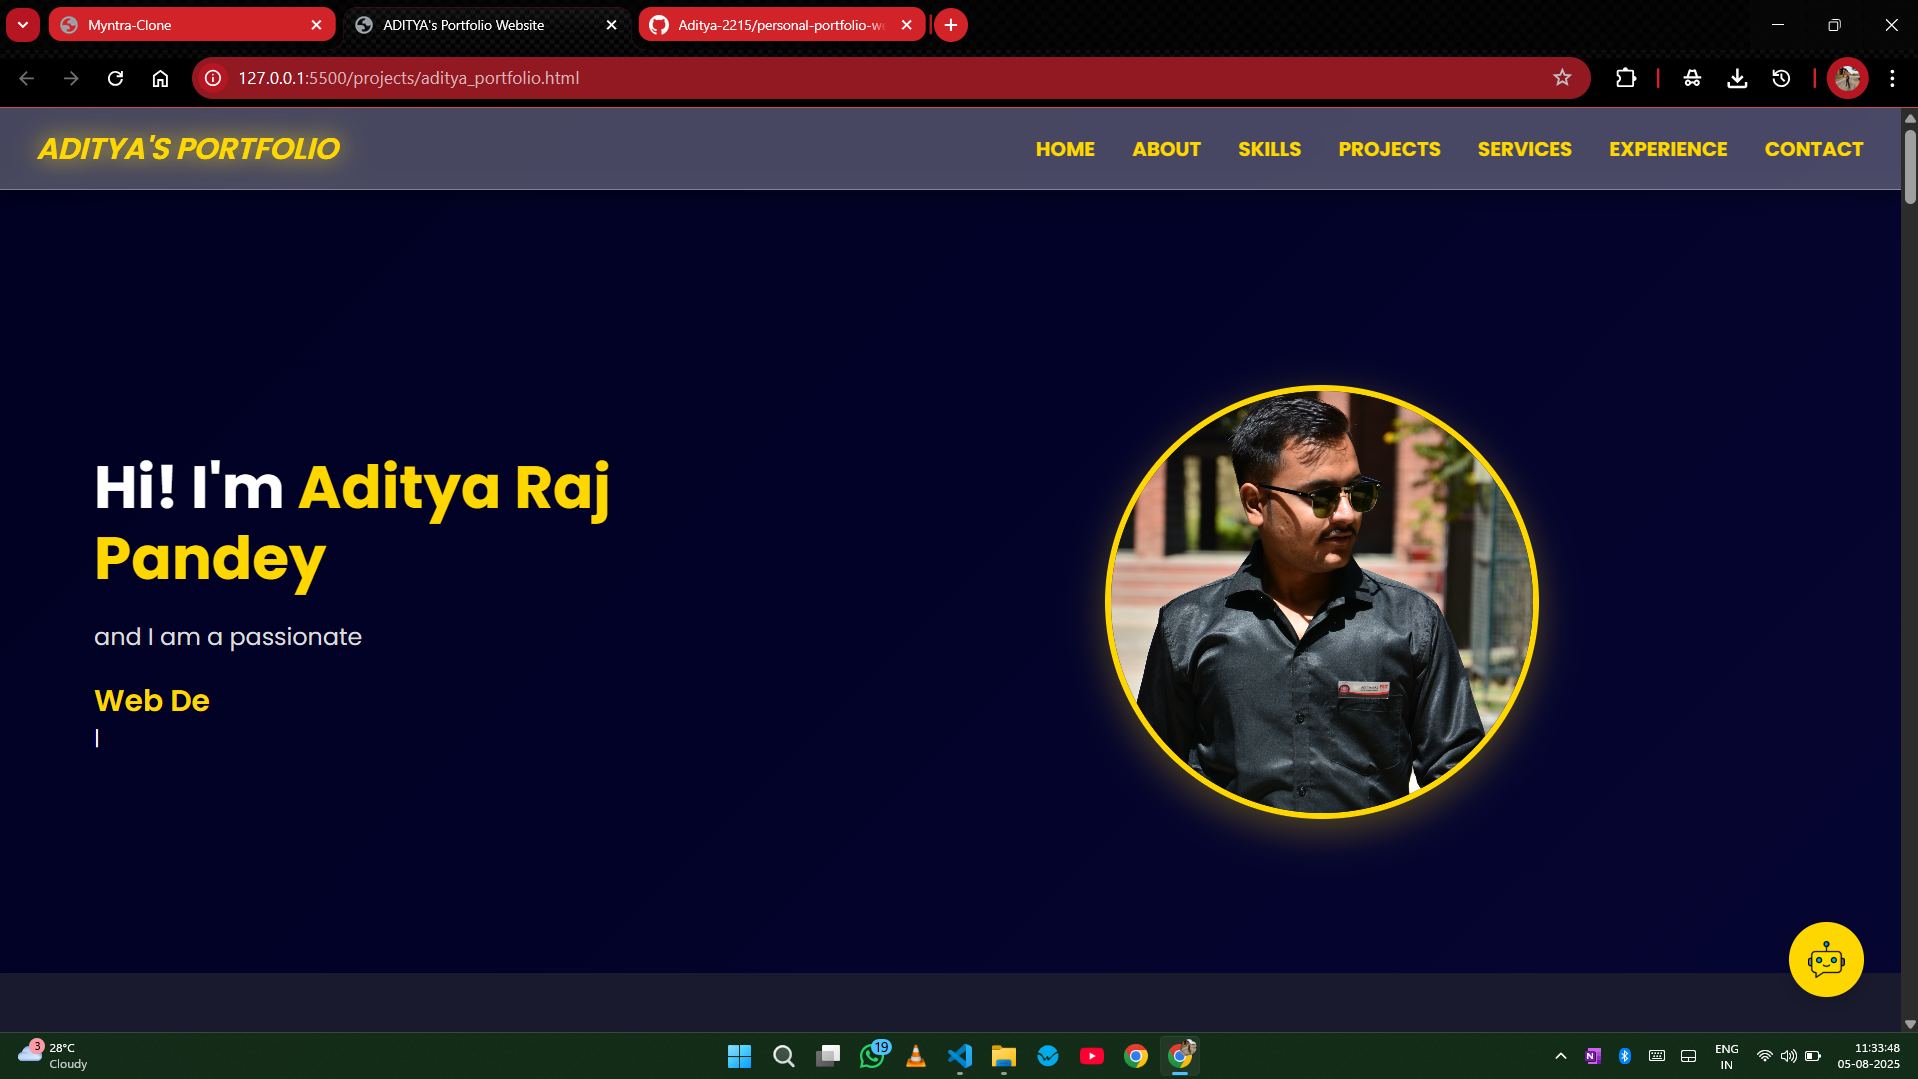 Myntra-Clone
ADITYA's Portfolio Website
Aditya-2215/personal-portfolio-we
127.0.0.1:5500/projects/aditya_portfolio.html
ADITYA'S PORTFOLIO
HOME ABOUT SKILLS PROJECTS SERVICES EXPERIENCE CONTACT
Hi! I'm Aditya Raj
Pandey
and I am a passionate
Web De
|
3
28°C
Cloudy
19
N
ENG
IN
11:33:48
05-08-2025